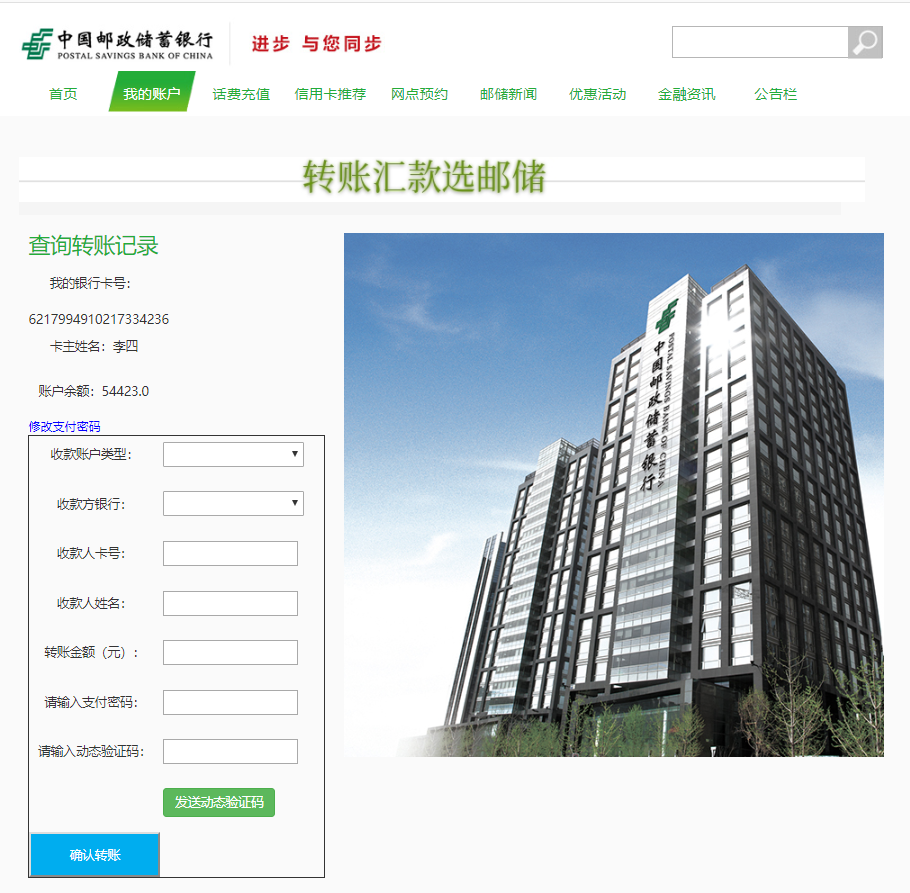 中国邮政储蓄银行
POSTAL SAVINGS BANK OF CHINA
进步 与您同步
首页 我的账户 话费充值 信用卡推荐 网点预约 邮储新闻 优惠活动 金融资讯 公告栏
转账汇款选邮储
查询转账记录
我的银行卡号：
6217994910217334236
卡主姓名：李四
账户余额：54423.0
修改支付密码
收款账户类型：
收款方银行：
收款人卡号：
收款人姓名：
转账金额（元）：
请输入支付密码：
请输入动态验证码：
发送动态验证码
确认转账
中国邮政储蓄银行
POSTAL SAVINGS BANK OF CHINA